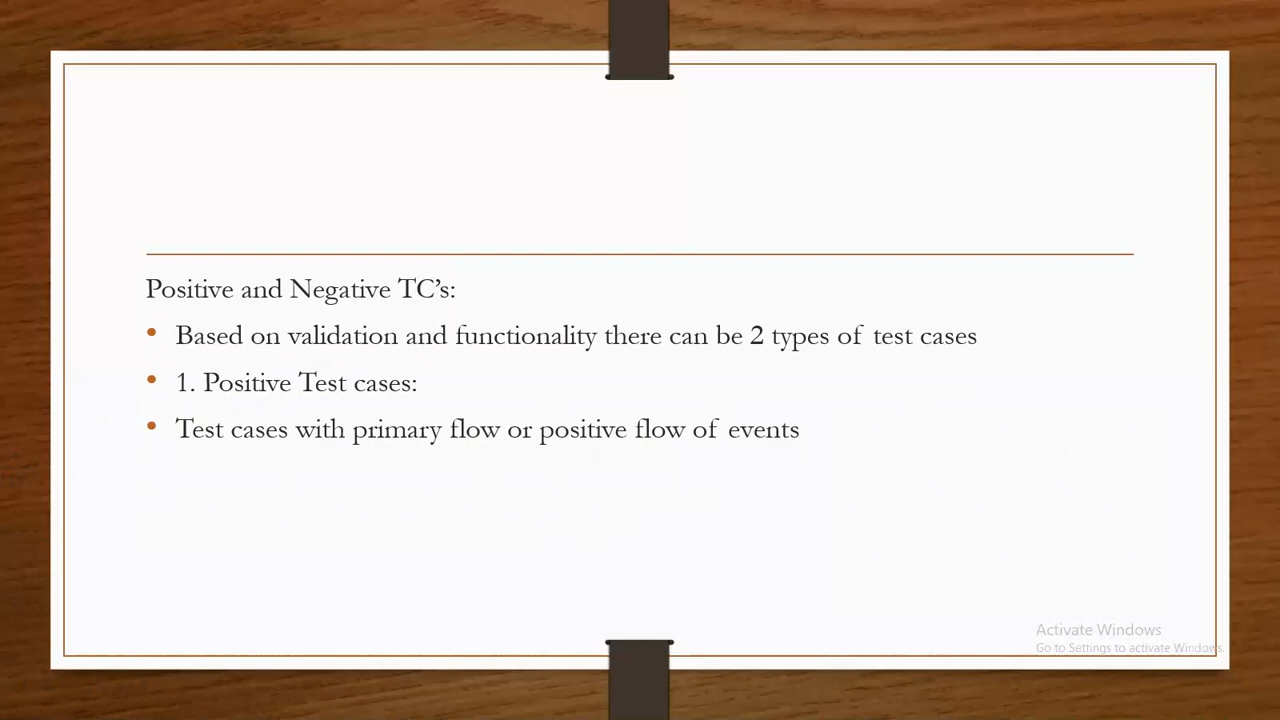 Positive and Negative TC’s:
• Based on validation and functionality there can be 2 types of test cases
• 1. Positive Test cases:
• Test cases with primary flow or positive flow of events
Activate Windows
Go to Settings to activate Windows.